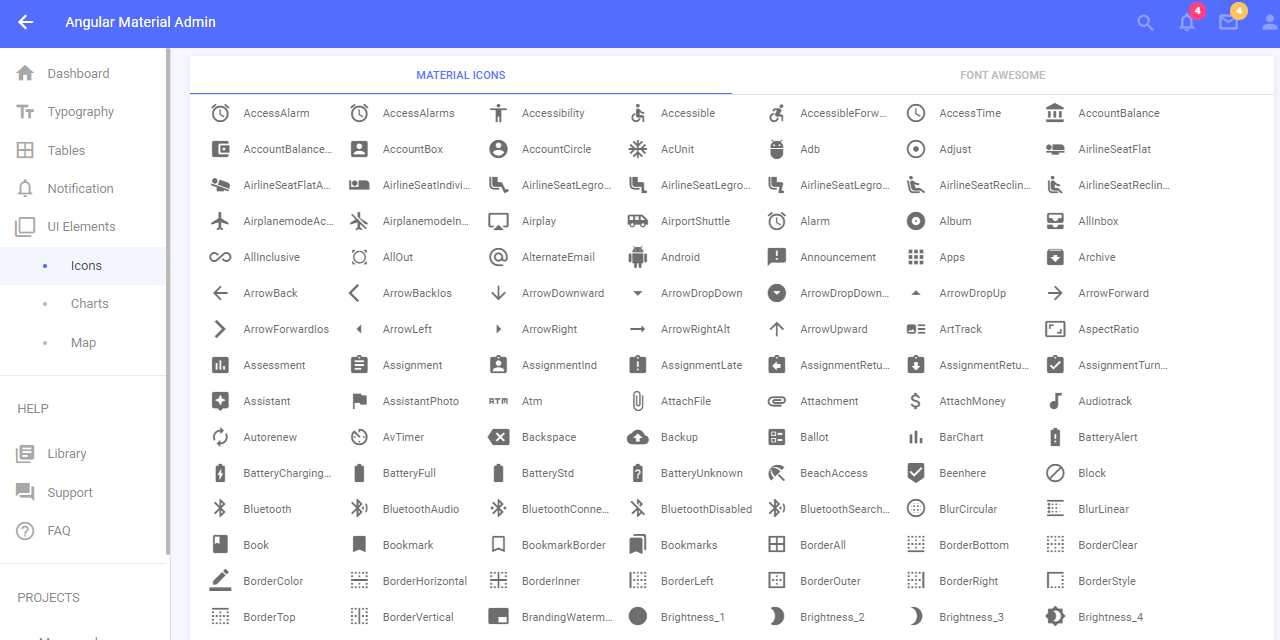 Angular Material Admin
4
4
Dashboard
Typography
Tables
Notification
UI Elements
Icons
Charts
Map
HELP
Library
Support
FAQ
PROJECTS
MATERIAL ICONS
FONT AWESOME
AccessAlarm AccessAlarms Accessibility Accessible AccessibleForw... AccessTime AccountBalance
AccountBalance... AccountBox AccountCircle AcUnit Adb Adjust AirlineSeatFlat
AirlineSeatFlatA... AirlineSeatIndivi... AirlineSeatLegro... AirlineSeatLegro... AirlineSeatLegro... AirlineSeatReclin... AirlineSeatReclin...
AirplanemodeAc... AirplanemodeIn... Airplay AirportShuttle Alarm Album AllInbox
AllInclusive AllOut AlternateEmail Android Announcement Apps Archive
ArrowBack ArrowBackIos ArrowDownward ArrowDropDown ArrowDropDown... ArrowDropUp ArrowForward
ArrowForwardIos ArrowLeft ArrowRight ArrowRightAlt ArrowUpward ArtTrack AspectRatio
Assessment Assignment AssignmentInd AssignmentLate AssignmentRetu... AssignmentRetu... AssignmentTurn...
Assistant AssistantPhoto ATM Atm AttachFile Attachment AttachMoney Audiotrack
Autorenew AvTimer Backspace Backup Ballot BarChart BatteryAlert
BatteryCharging... BatteryFull BatteryStd BatteryUnknown BeachAccess Beenhere Block
Bluetooth BluetoothAudio BluetoothConne... BluetoothDisabled BluetoothSearch... BlurCircular BlurLinear
Book Bookmark BookmarkBorder Bookmarks BorderAll BorderBottom BorderClear
BorderColor BorderHorizontal BorderInner BorderLeft BorderOuter BorderRight BorderStyle
BorderTop BorderVertical BrandingWaterm... Brightness_1 Brightness_2 Brightness_3 Brightness_4